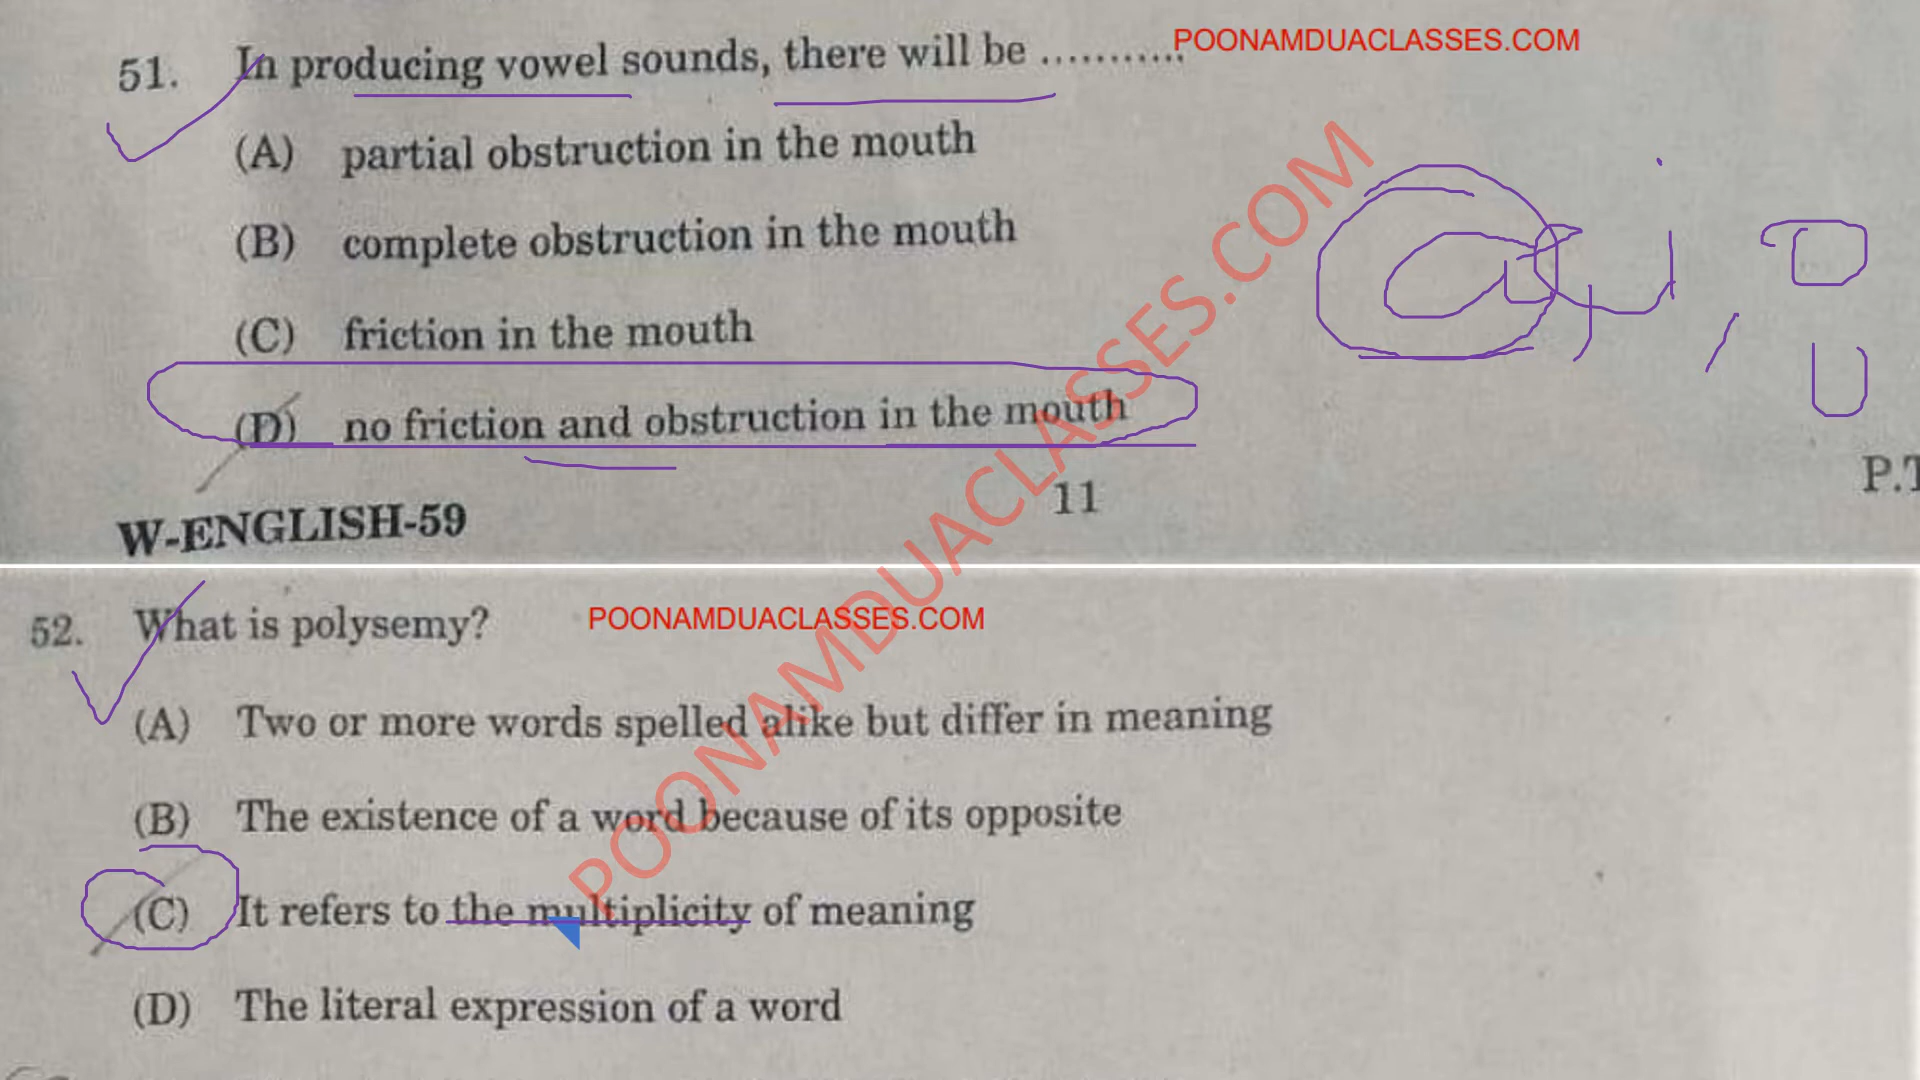 51. In producing vowel sounds, there will be ........... POONAMDUACLASSES.COM
(A) partial obstruction in the mouth
(B) complete obstruction in the mouth
(C) friction in the mouth
(D) no friction and obstruction in the mouth
W-ENGLISH-59 11 P.T
POONAMDUACLASSES.COM
52. What is polysemy? POONAMDUACLASSES.COM
(A) Two or more words spelled alike but differ in meaning
(B) The existence of a word because of its opposite
(C) It refers to the multiplicity of meaning
(D) The literal expression of a word